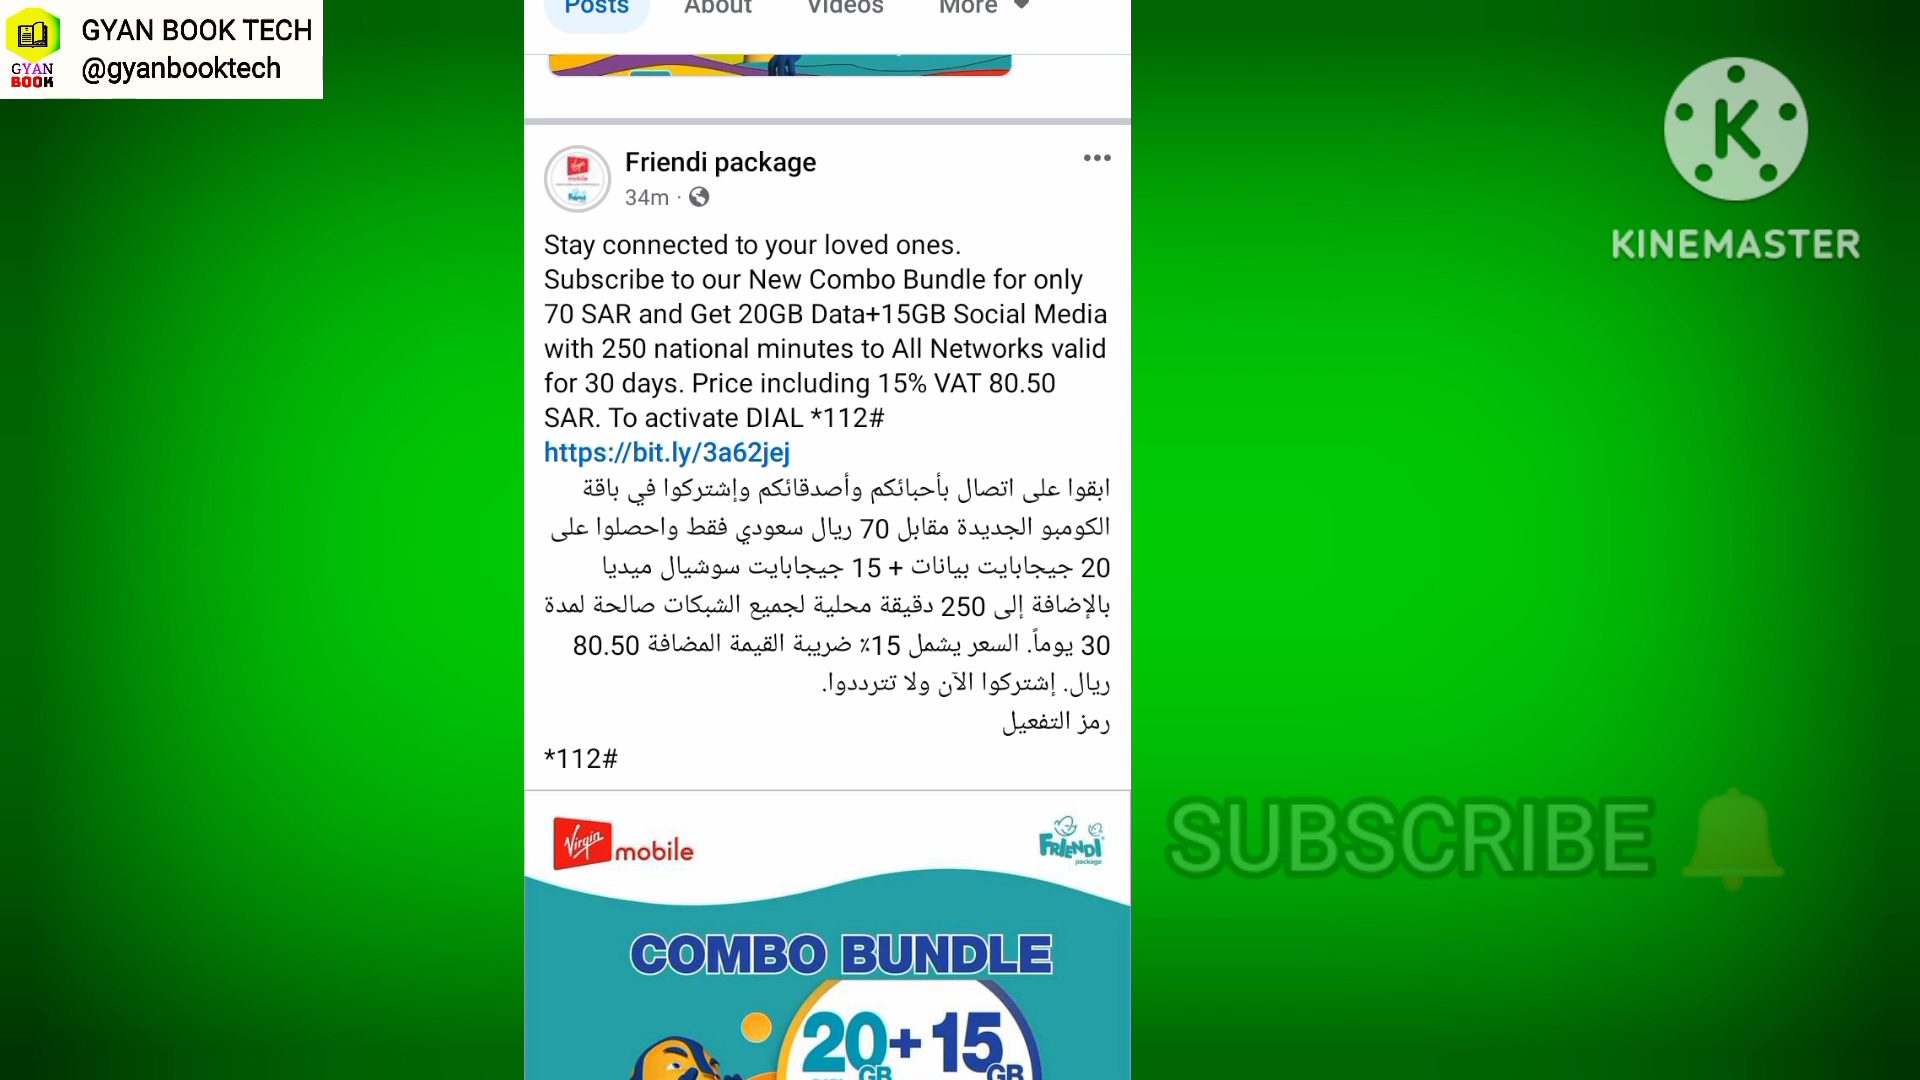 GYAN BOOK TECH
@gyanbooktech
GYAN
BOOK
Posts About Videos More
K
KINEMASTER
Friendi package
34m ·
Stay connected to your loved ones.
Subscribe to our New Combo Bundle for only
70 SAR and Get 20GB Data+15GB Social Media
with 250 national minutes to All Networks valid
for 30 days. Price including 15% VAT 80.50
SAR. To activate DIAL *112#
https://bit.ly/3a62jej
ابقوا على اتصال بأحبائكم وأصدقائكم وإشتركوا في باقة
الكومبو الجديدة مقابل 70 ريال سعودي فقط واحصلوا على
20 جيجابايت بيانات + 15 جيجابايت سوشيال ميديا
بالإضافة إلى 250 دقيقة محلية لجميع الشبكات صالحة لمدة
30 يوماً. السعر يشمل 15٪ ضريبة القيمة المضافة 80.50
ريال. إشتركوا الآن ولا تترددوا.
رمز التفعيل
*112#
Virgin mobile
FRiENDi
package
SUBSCRIBE
COMBO BUNDLE
20GB + 15GB